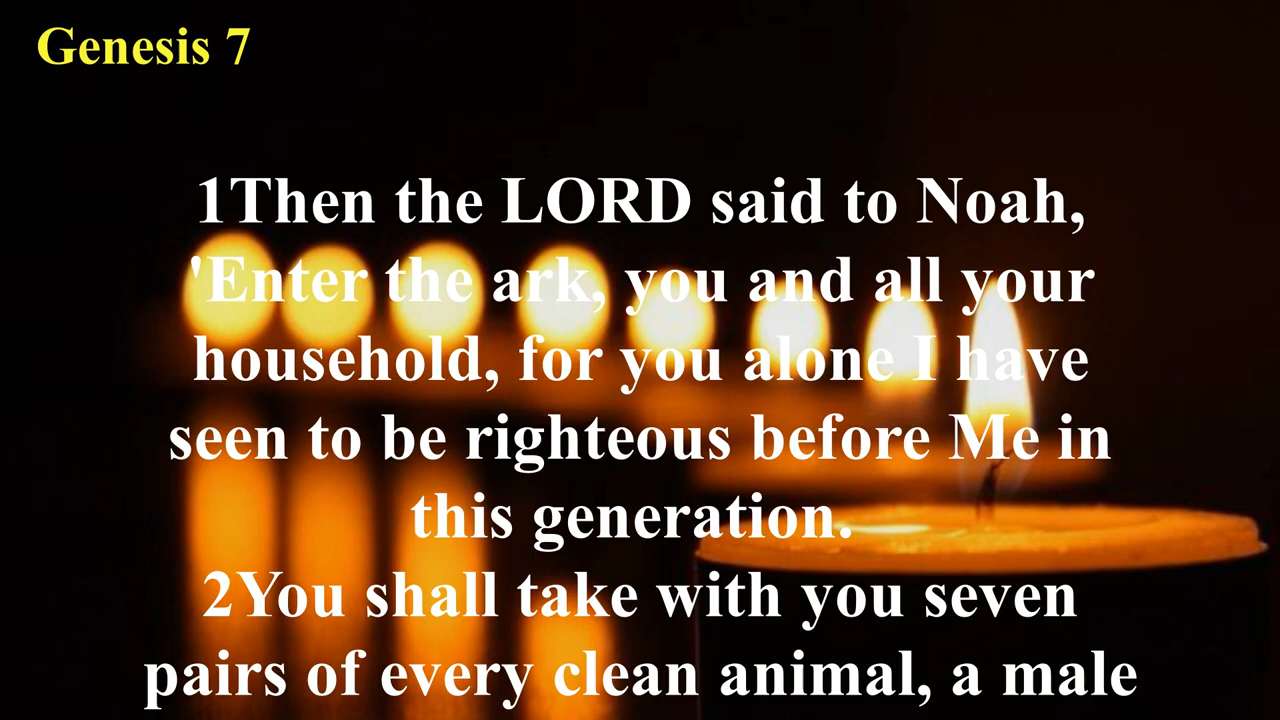 Genesis 7
1Then the LORD said to Noah,
'Enter the ark, you and all your
household, for you alone I have
seen to be righteous before Me in
this generation.
2You shall take with you seven
pairs of every clean animal, a male